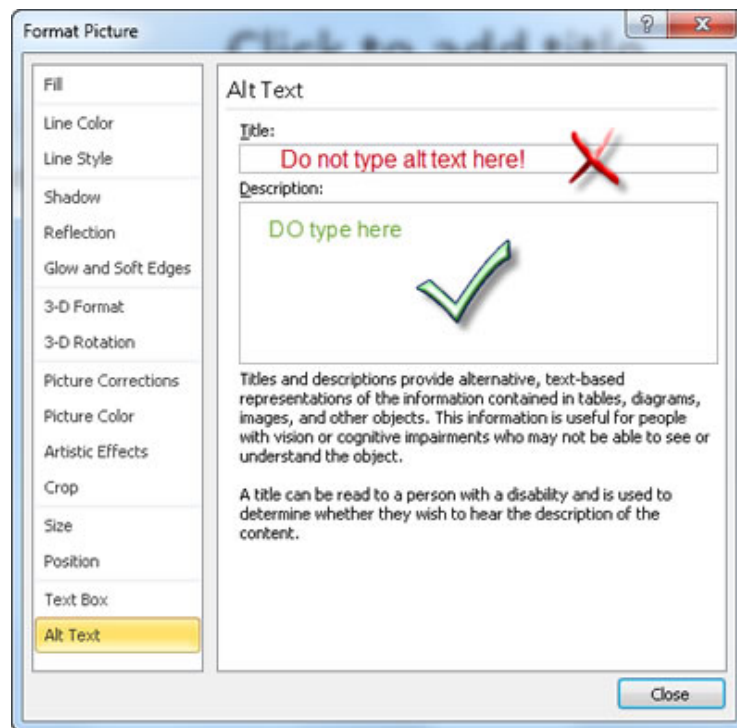 Format Picture
Click to add title
Fill
Line Color
Line Style
Shadow
Reflection
Glow and Soft Edges
3-D Format
3-D Rotation
Picture Corrections
Picture Color
Artistic Effects
Crop
Size
Position
Text Box
Alt Text
Alt Text
Title:
Do not type alt text here!
Description:
DO type here
Titles and descriptions provide alternative, text-based
representations of the information contained in tables, diagrams,
images, and other objects. This information is useful for people
with vision or cognitive impairments who may not be able to see or
understand the object.
A title can be read to a person with a disability and is used to
determine whether they wish to hear the description of the
content.
Close